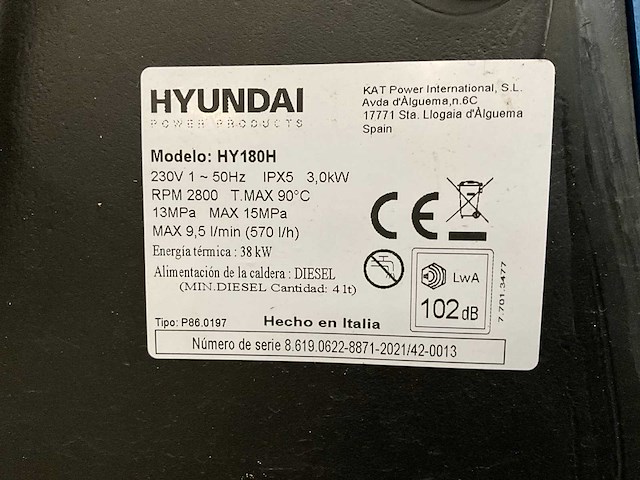 HYUNDAI
POWER PRODUCTS
KAT Power International, S.L.
Avda d'Àlguema,n.6C
17771 Sta. Llogaia d'Àlguema
Spain
Modelo: HY180H
230V 1 ~ 50Hz IPX5 3,0kW
RPM 2800 T.MAX 90°C
13MPa MAX 15MPa
MAX 9,5 l/min (570 l/h)
Energía térmica : 38 kW
Alimentación de la caldera : DIESEL
(MIN.DIESEL Cantidad: 4 lt)
CE
LwA
102 dB
7.701.3477
Tipo: P86.0197 Hecho en Italia
Número de serie 8.619.0622-8871-2021/42-0013